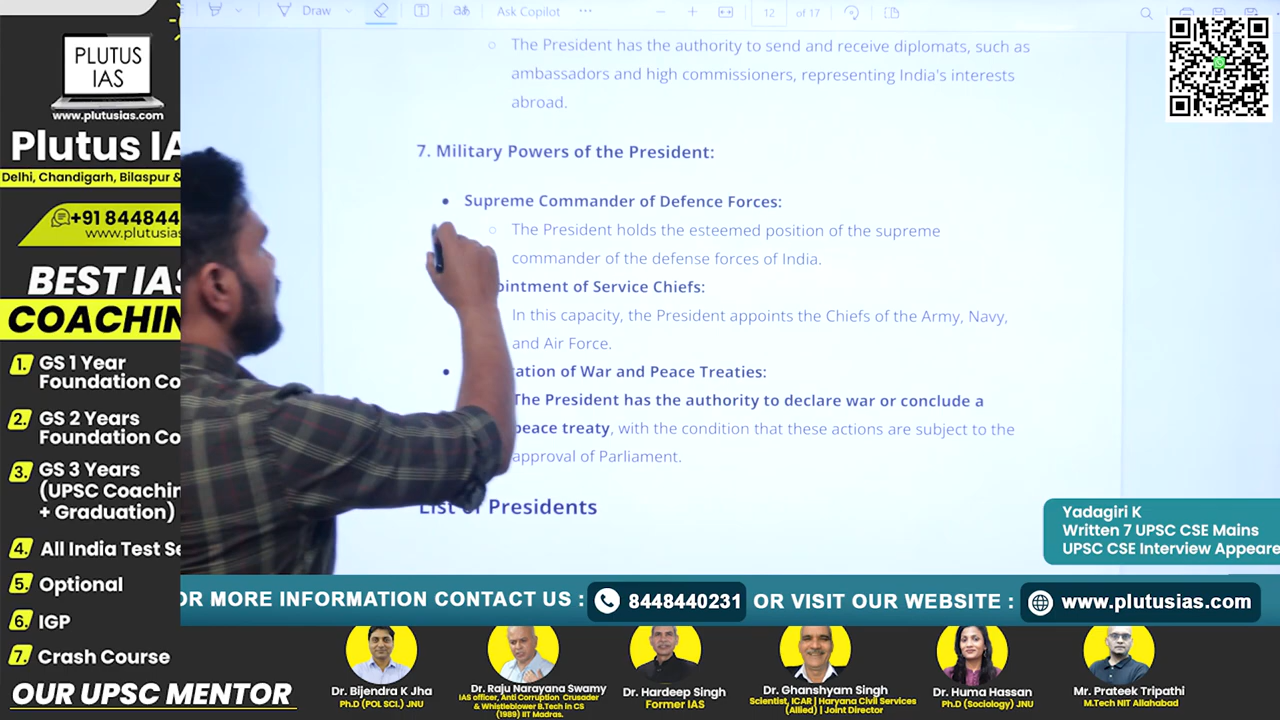 Draw
Ask Copilot
12 of 17
PLUTUS
IAS
www.plutusias.com
Plutus IA
Delhi, Chandigarh, Bilaspur &
+91 84484
www.plutusias
BEST IAS
COACHIN
1. GS 1 Year
Foundation Co
2. GS 2 Years
Foundation Co
3. GS 3 Years
(UPSC Coachin
+ Graduation)
4. All India Test Se
5. Optional
6. IGP
7. Crash Course
OUR UPSC MENTOR
The President has the authority to send and receive diplomats, such as
ambassadors and high commissioners, representing India's interests
abroad.
7. Military Powers of the President:
Supreme Commander of Defence Forces:
The President holds the esteemed position of the supreme
commander of the defense forces of India.
ointment of Service Chiefs:
In this capacity, the President appoints the Chiefs of the Army, Navy,
and Air Force.
ration of War and Peace Treaties:
The President has the authority to declare war or conclude a
peace treaty, with the condition that these actions are subject to the
approval of Parliament.
List of Presidents
Yadagiri K
Written 7 UPSC CSE Mains
UPSC CSE Interview Appeare
OR MORE INFORMATION CONTACT US : 8448440231 OR VISIT OUR WEBSITE : www.plutusias.com
Dr. Bijendra K Jha
Ph.D (POL SCI.) JNU
Dr. Raju Narayana Swamy
IAS officer, Anti Corruption Crusader
& Whistleblower B.Tech in CS
(1989) IIT Madras.
Dr. Hardeep Singh
Former IAS
Dr. Ghanshyam Singh
Scientist, ICAR | Haryana Civil Services
(Allied) | Joint Director
Dr. Huma Hassan
Ph.D (Sociology) JNU
Mr. Prateek Tripathi
M.Tech NIT Allahabad